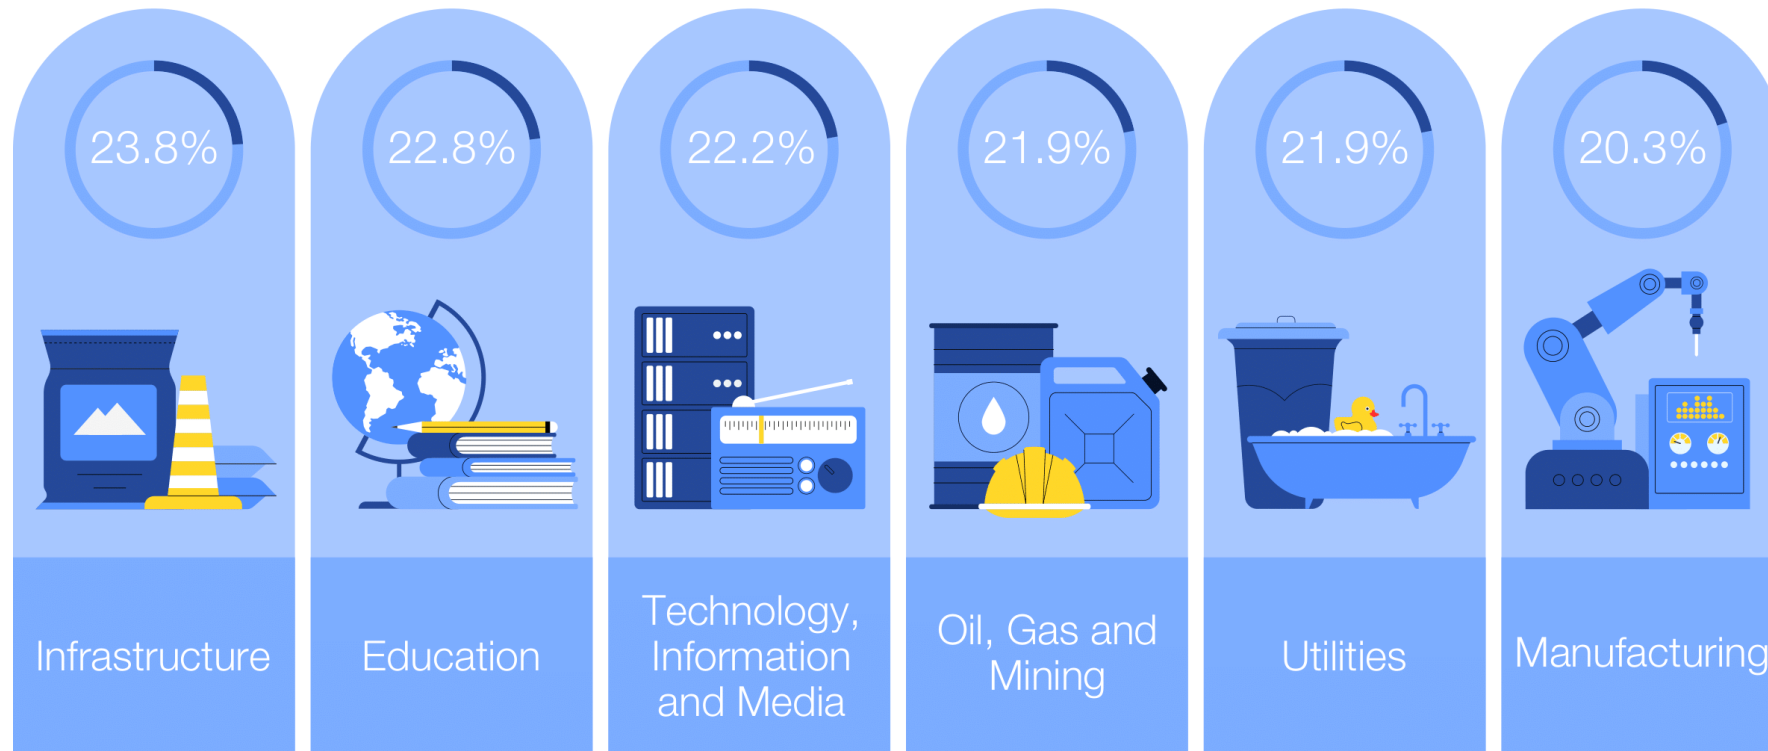 23.8%
22.8%
22.2%
21.9%
21.9%
20.3%
Infrastructure
Education
Technology,
Information
and Media
Oil, Gas and
Mining
Utilities
Manufacturing